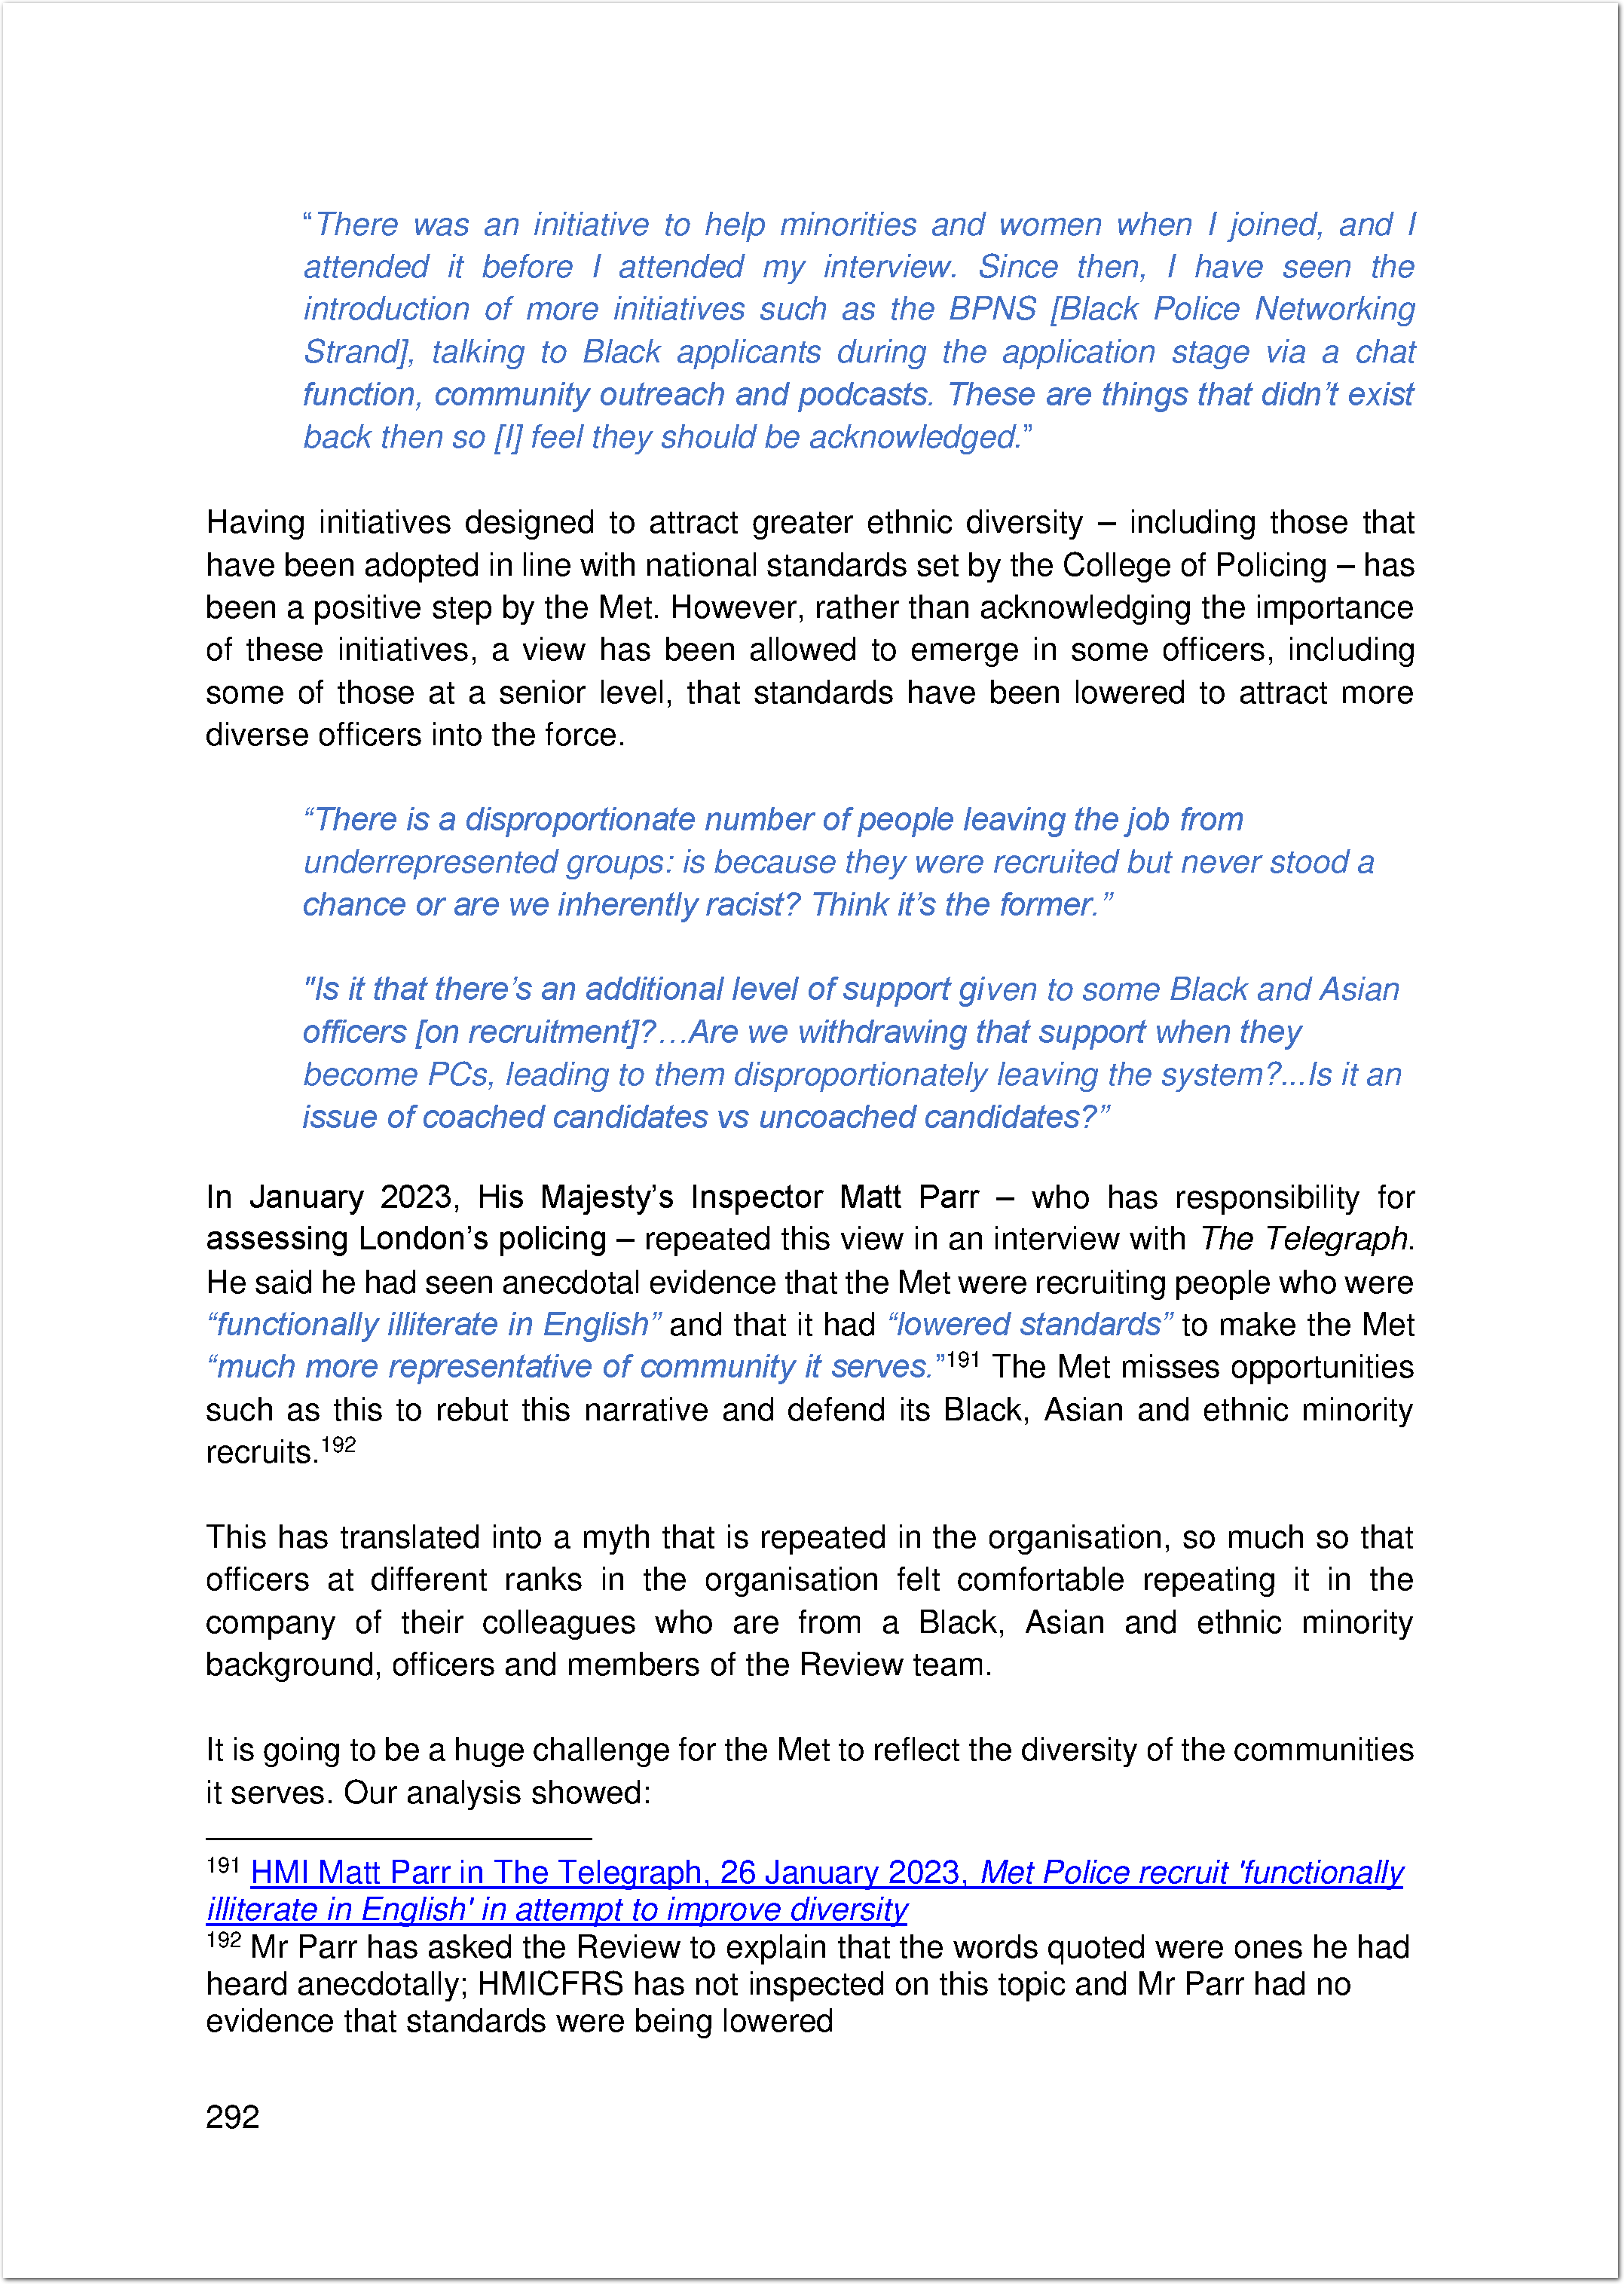 “There was an initiative to help minorities and women when I joined, and I
attended it before I attended my interview. Since then, I have seen the
introduction of more initiatives such as the BPNS [Black Police Networking
Strand], talking to Black applicants during the application stage via a chat
function, community outreach and podcasts. These are things that didn’t exist
back then so [I] feel they should be acknowledged.”
Having initiatives designed to attract greater ethnic diversity – including those that
have been adopted in line with national standards set by the College of Policing – has
been a positive step by the Met. However, rather than acknowledging the importance
of these initiatives, a view has been allowed to emerge in some officers, including
some of those at a senior level, that standards have been lowered to attract more
diverse officers into the force.
“There is a disproportionate number of people leaving the job from
underrepresented groups: is because they were recruited but never stood a
chance or are we inherently racist? Think it’s the former.”
"Is it that there’s an additional level of support given to some Black and Asian
officers [on recruitment]?…Are we withdrawing that support when they
become PCs, leading to them disproportionately leaving the system?...Is it an
issue of coached candidates vs uncoached candidates?”
In January 2023, His Majesty’s Inspector Matt Parr – who has responsibility for
assessing London’s policing – repeated this view in an interview with The Telegraph.
He said he had seen anecdotal evidence that the Met were recruiting people who were
“functionally illiterate in English” and that it had “lowered standards” to make the Met
“much more representative of community it serves.”191 The Met misses opportunities
such as this to rebut this narrative and defend its Black, Asian and ethnic minority
recruits.192
This has translated into a myth that is repeated in the organisation, so much so that
officers at different ranks in the organisation felt comfortable repeating it in the
company of their colleagues who are from a Black, Asian and ethnic minority
background, officers and members of the Review team.
It is going to be a huge challenge for the Met to reflect the diversity of the communities
it serves. Our analysis showed:
191 HMI Matt Parr in The Telegraph, 26 January 2023, Met Police recruit 'functionally
illiterate in English' in attempt to improve diversity
192 Mr Parr has asked the Review to explain that the words quoted were ones he had
heard anecdotally; HMICFRS has not inspected on this topic and Mr Parr had no
evidence that standards were being lowered
292